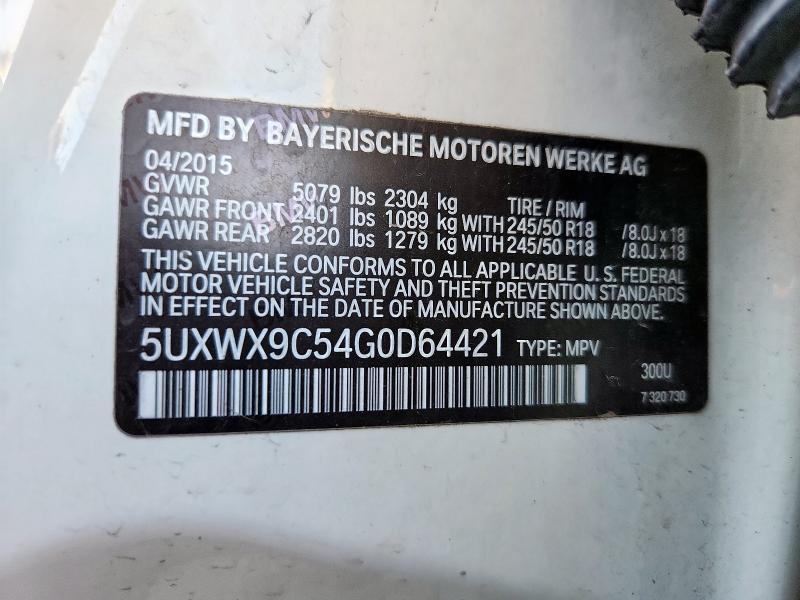 MFD BY BAYERISCHE MOTOREN WERKE AG
04/2015
GVWR 5079 lbs 2304 kg TIRE / RIM
GAWR FRONT 2401 lbs 1089 kg WITH 245/50 R18 /8.0J x 18
GAWR REAR 2820 lbs 1279 kg WITH 245/50 R18 /8.0J x 18
THIS VEHICLE CONFORMS TO ALL APPLICABLE U.S. FEDERAL
MOTOR VEHICLE SAFETY AND THEFT PREVENTION STANDARDS
IN EFFECT ON THE DATE OF MANUFACTURE SHOWN ABOVE.
5UXWX9C54G0D64421 TYPE: MPV
300U
7 320 730